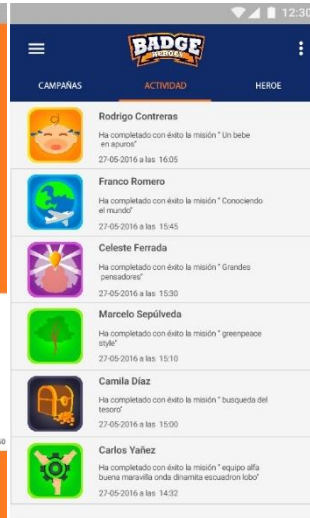 12:30
BADGE
HEROES
CAMPAÑAS ACTIVIDAD HEROE
Rodrigo Contreras
Ha completado con éxito la misión " Un bebe
en apuros"
27-05-2016 a las 16:05
Franco Romero
Ha completado con éxito la misión " Conociendo
el mundo"
27-05-2016 a las 15:45
Celeste Ferrada
Ha completado con éxito la misión " Grandes
pensadores"
27-05-2016 a las 15:30
Marcelo Sepúlveda
Ha completado con éxito la misión " greenpeace
style"
27-05-2016 a las 15:10
Camila Díaz
Ha completado con éxito la misión " busqueda del
tesoro"
27-05-2016 a las 15:00
Carlos Yañez
Ha completado con éxito la misión " equipo alfa
buena maravilla onda dinamita escuadron lobo"
27-05-2016 a las 14:32